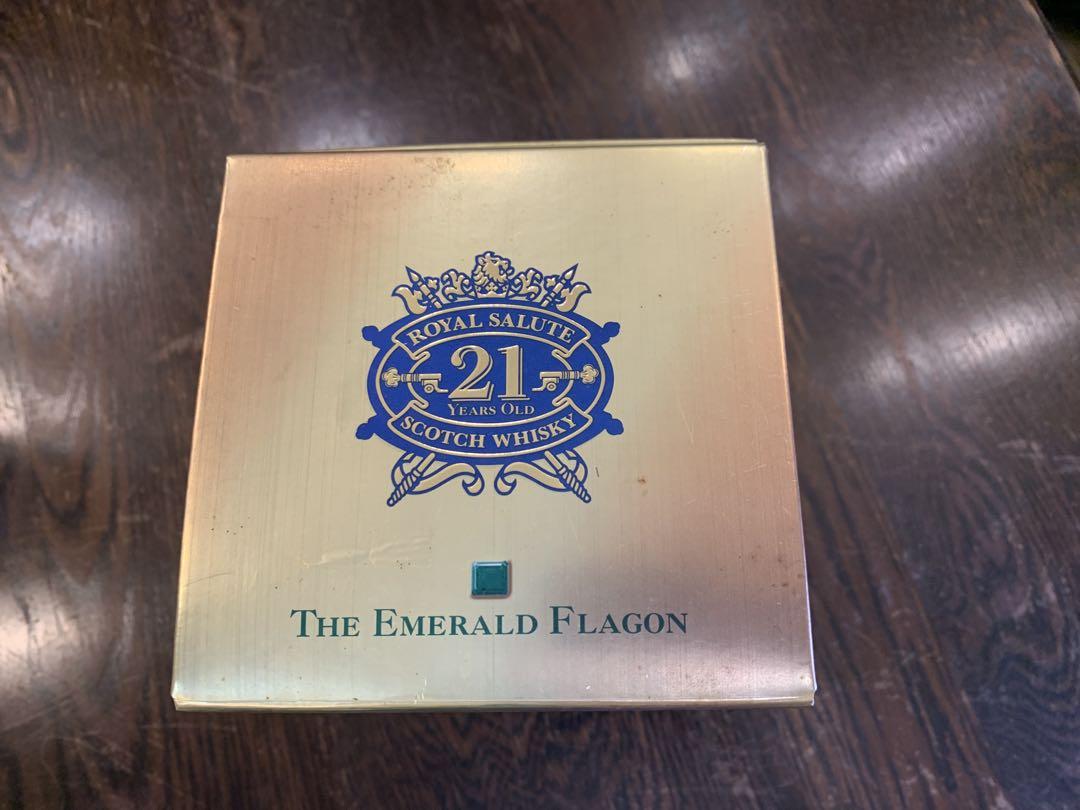 ROYAL SALUTE
21
YEARS OLD
SCOTCH WHISKY
THE EMERALD FLAGON